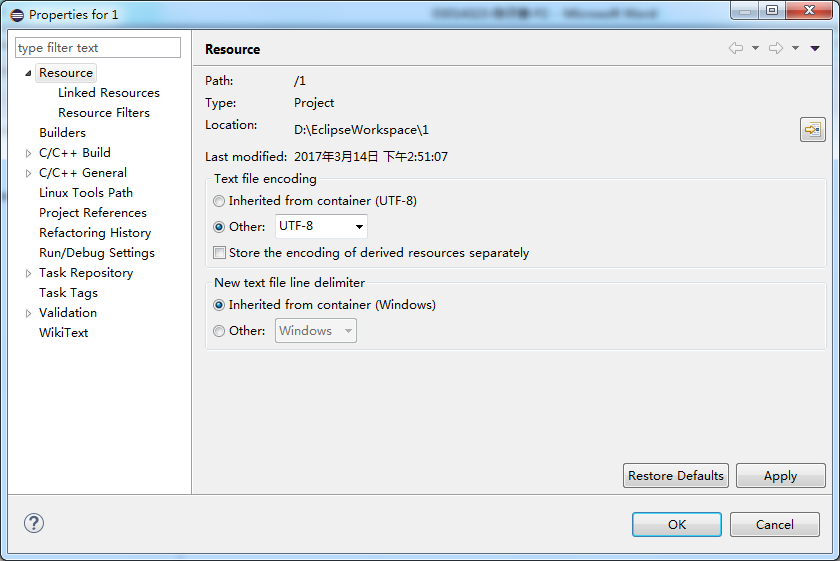 Properties for 1
type filter text
Resource
Linked Resources
Resource Filters
Builders
C/C++ Build
C/C++ General
Linux Tools Path
Project References
Refactoring History
Run/Debug Settings
Task Repository
Task Tags
Validation
WikiText
Resource
Path: /1
Type: Project
Location: D:\EclipseWorkspace\1
Last modified: 2017年3月14日 下午2:51:07
Text file encoding
Inherited from container (UTF-8)
Other: UTF-8
Store the encoding of derived resources separately
New text file line delimiter
Inherited from container (Windows)
Other: Windows
Restore Defaults Apply
? OK Cancel